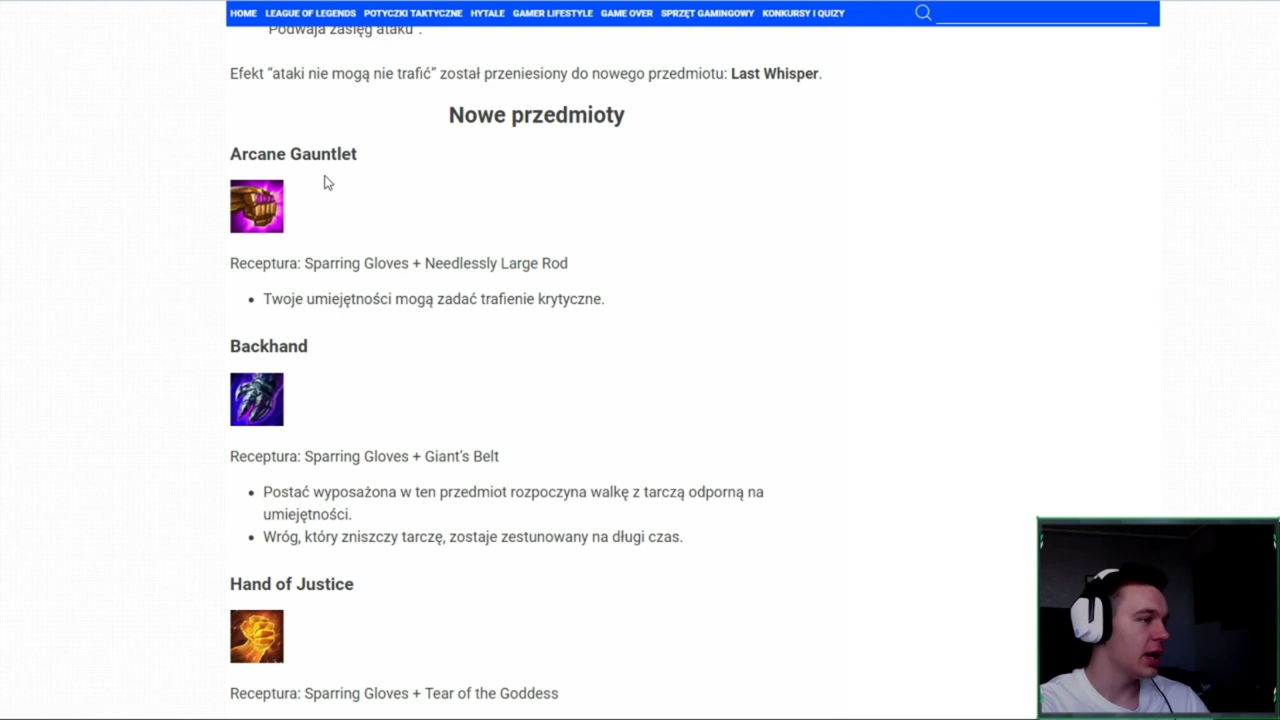 HOME LEAGUE OF LEGENDS POTYCZKI TAKTYCZNE HYTALE GAMER LIFESTYLE GAME OVER SPRZĘT GAMINGOWY KONKURSY I QUIZY
Podwaja zasięg ataku".
Efekt "ataki nie mogą nie trafić" został przeniesiony do nowego przedmiotu: Last Whisper.
Nowe przedmioty
Arcane Gauntlet
Receptura: Sparring Gloves + Needlessly Large Rod
• Twoje umiejętności mogą zadać trafienie krytyczne.
Backhand
Receptura: Sparring Gloves + Giant's Belt
• Postać wyposażona w ten przedmiot rozpoczyna walkę z tarczą odporną na
umiejętności.
• Wróg, który zniszczy tarczę, zostaje zestunowany na długi czas.
Hand of Justice
Receptura: Sparring Gloves + Tear of the Goddess